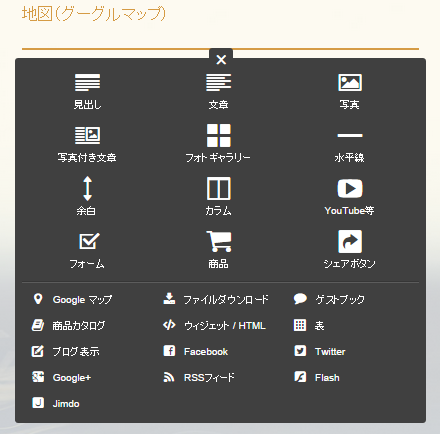 地図(グーグルマップ)
見出し 文章 写真
写真付き文章 フォトギャラリー 水平線
余白 カラム YouTube等
フォーム 商品 シェアボタン
Google マップ ファイルダウンロード ゲストブック
商品カタログ ウィジェット / HTML 表
ブログ表示 Facebook Twitter
Google+ RSSフィード Flash
Jimdo